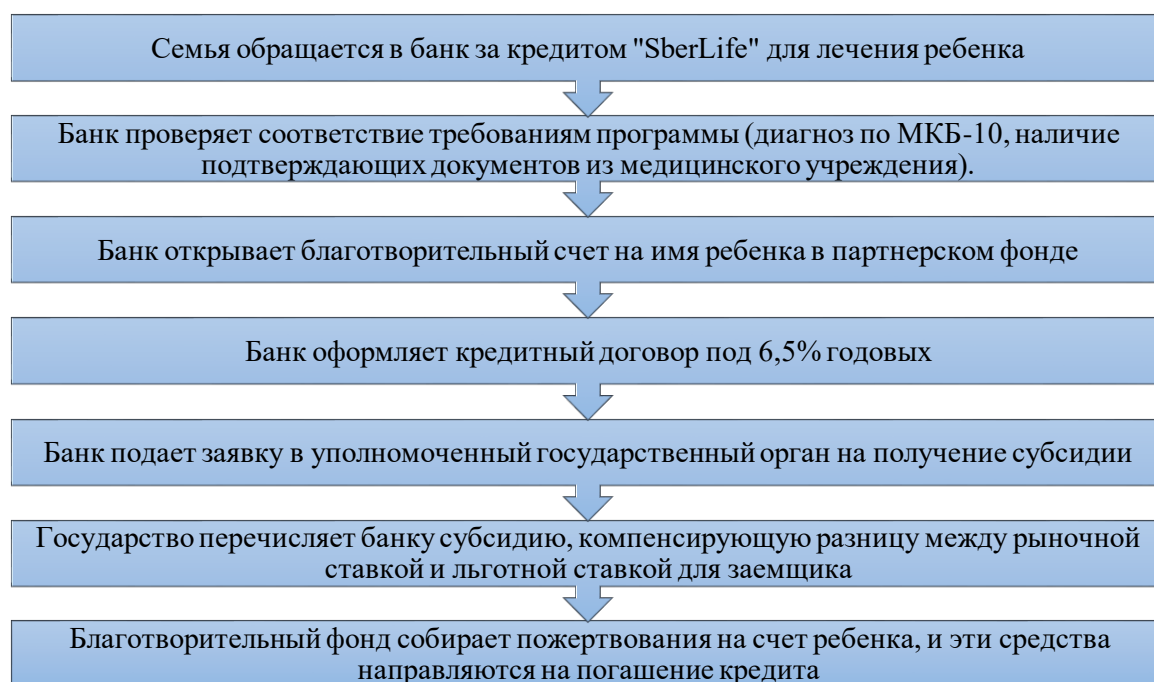 Семья обращается в банк за кредитом "SberLife" для лечения ребенка
Банк проверяет соответствие требованиям программы (диагноз по МКБ-10, наличие
подтверждающих документов из медицинского учреждения).
Банк открывает благотворительный счет на имя ребенка в партнерском фонде
Банк оформляет кредитный договор под 6,5% годовых
Банк подает заявку в уполномоченный государственный орган на получение субсидии
Государство перечисляет банку субсидию, компенсирующую разницу между рыночной
ставкой и льготной ставкой для заемщика
Благотворительный фонд собирает пожертвования на счет ребенка, и эти средства
направляются на погашение кредита